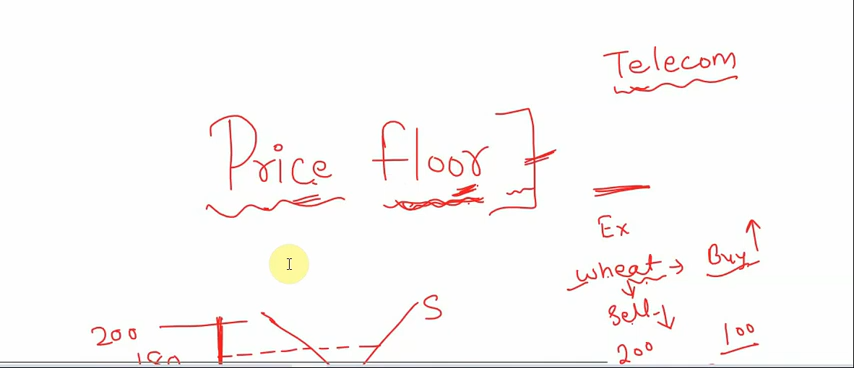 Telecom
Price floor
Ex
wheat → Buy ↑
↓
Sell ↓
S
200
200
100